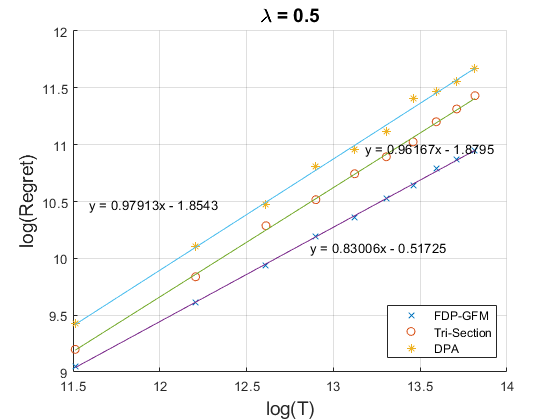 λ = 0.5
12
11.5
11
10.5
10
9.5
9
log(Regret)
y = 0.96167x - 1.8795
y = 0.97913x - 1.8543
y = 0.83006x - 0.51725
FDP-GFM
Tri-Section
DPA
11.5 12 12.5 13 13.5 14
log(T)